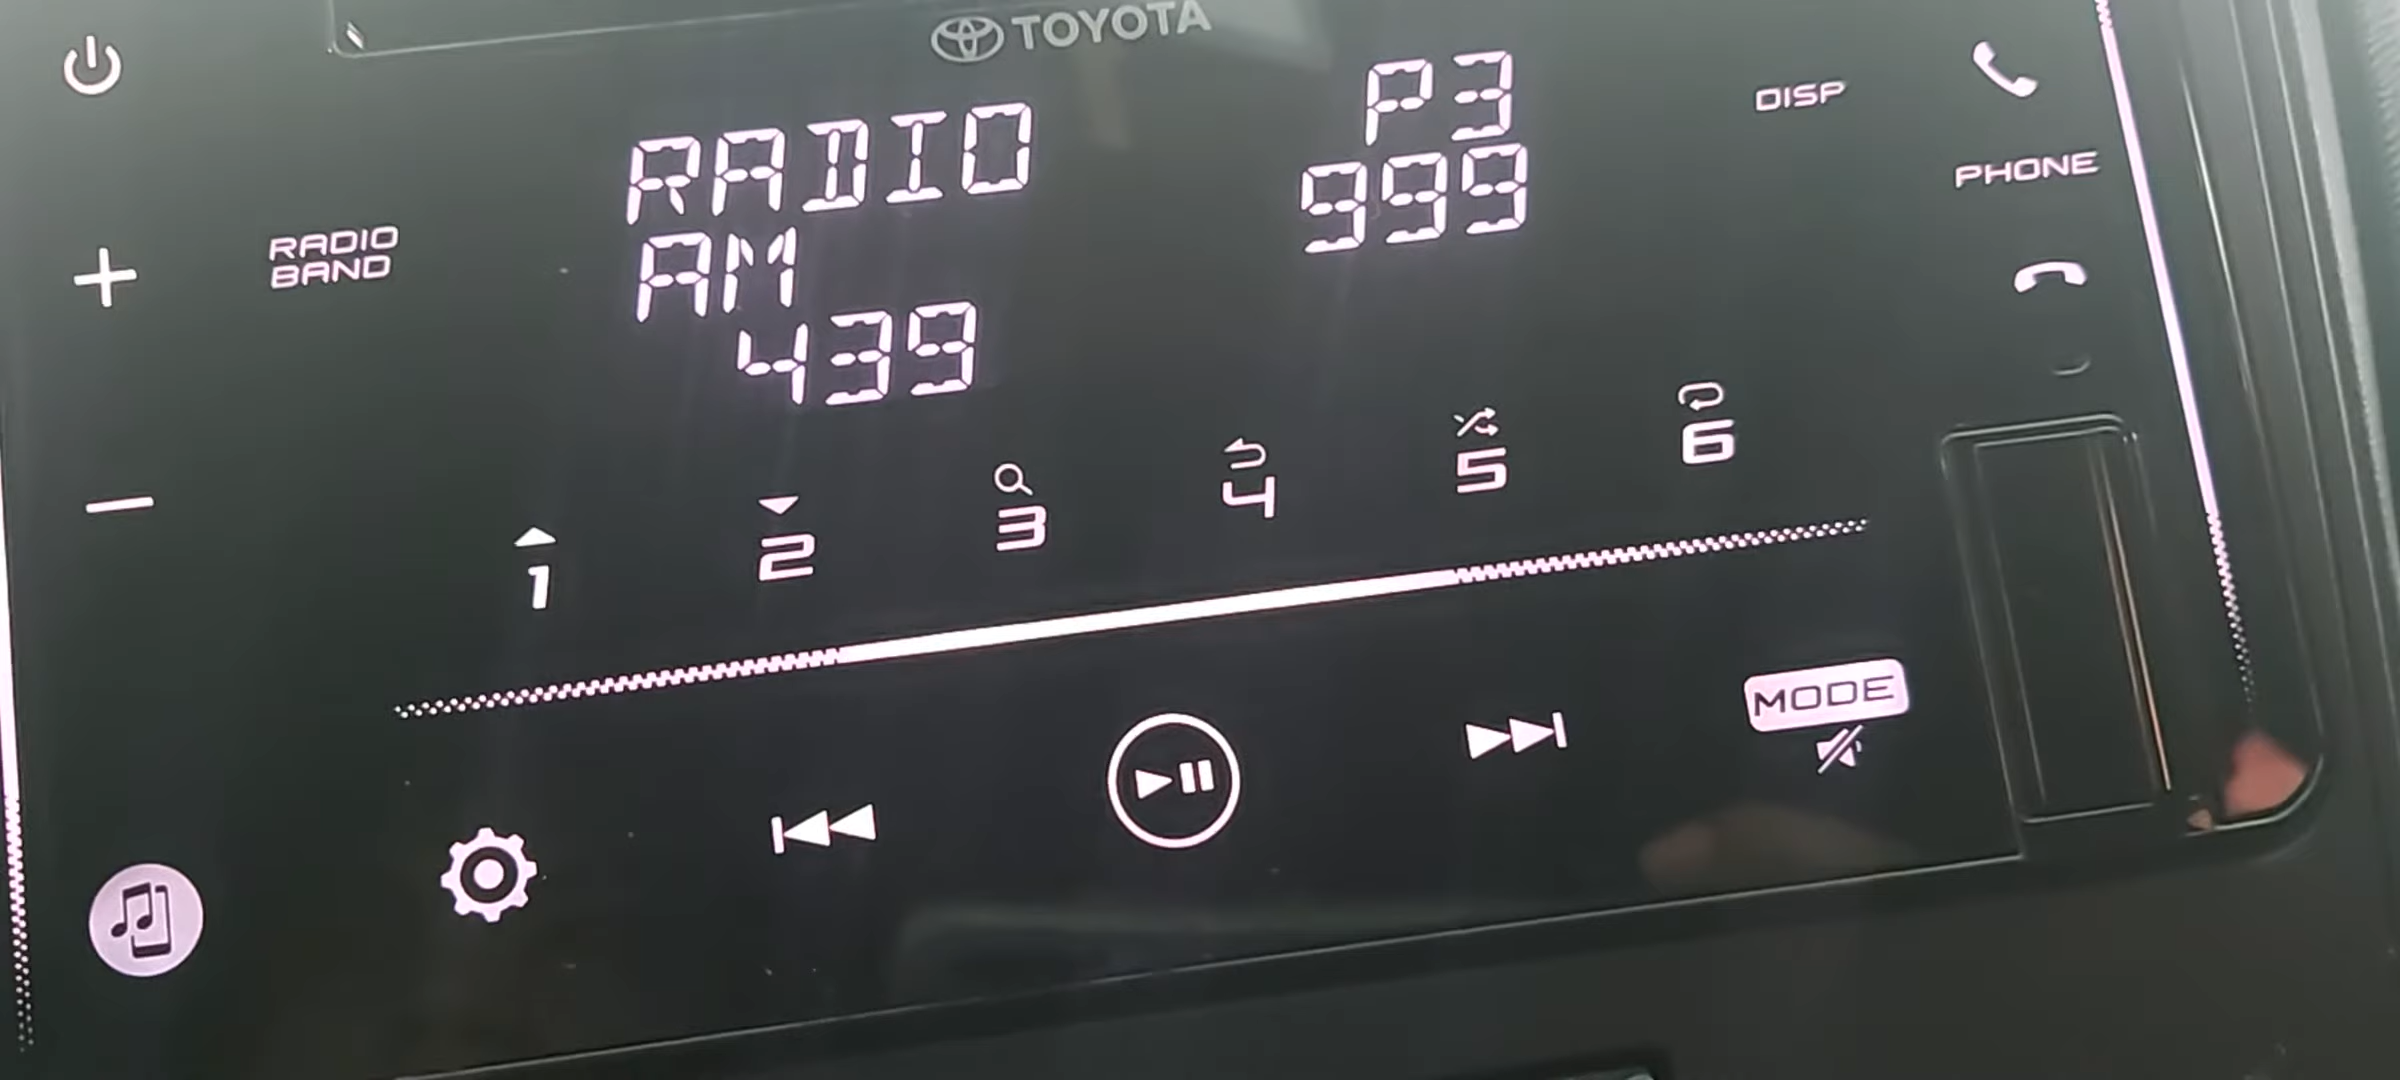 TOYOTA
RADIO P3
AM 999
439
DISP
PHONE
RADIO
BAND
1 2 3 4 5 6
MODE